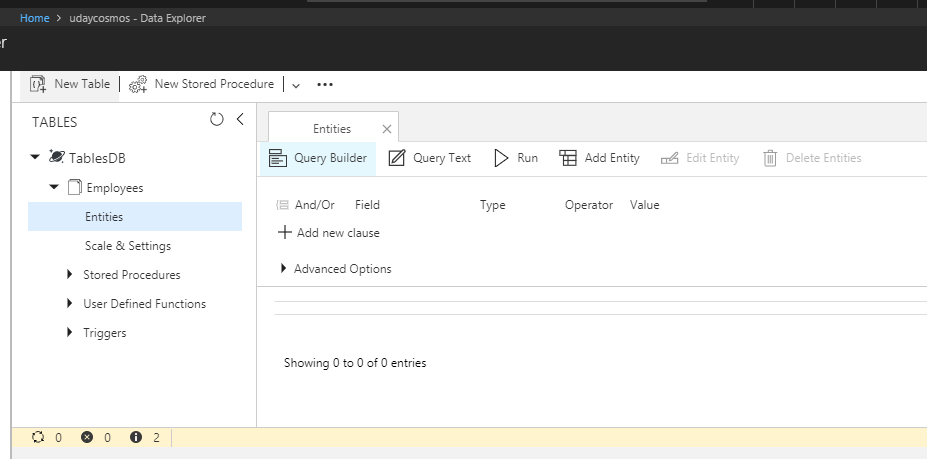 Home > udaycosmos - Data Explorer
r
New Table New Stored Procedure
TABLES
Entities
Query Builder Query Text Run Add Entity Edit Entity Delete Entities
TablesDB
Employees
Entities
Scale & Settings
Stored Procedures
User Defined Functions
Triggers
And/Or Field Type Operator Value
Add new clause
Advanced Options
Showing 0 to 0 of 0 entries
0 0 2